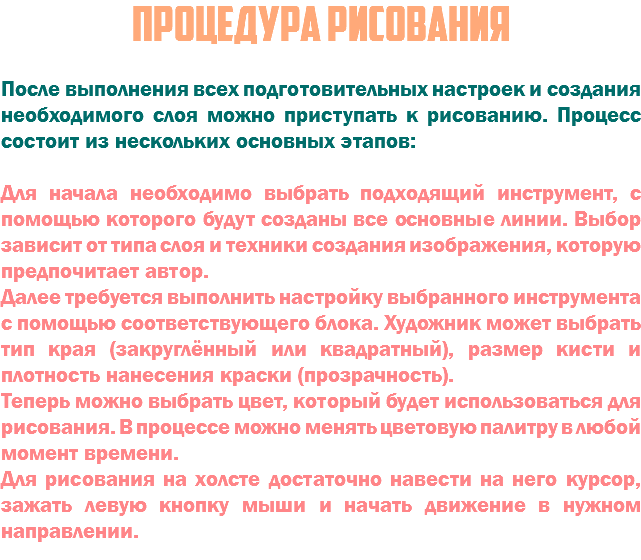 ПРОЦЕДУРА РИСОВАНИЯ
После выполнения всех подготовительных настроек и создания
необходимого слоя можно приступать к рисованию. Процесс
состоит из нескольких основных этапов:
Для начала необходимо выбрать подходящий инструмент, с
помощью которого будут созданы все основные линии. Выбор
зависит от типа слоя и техники создания изображения, которую
предпочитает автор.
Далее требуется выполнить настройку выбранного инструмента
с помощью соответствующего блока. Художник может выбрать
тип края (закруглённый или квадратный), размер кисти и
плотность нанесения краски (прозрачность).
Теперь можно выбрать цвет, который будет использоваться для
рисования. В процессе можно менять цветовую палитру в любой
момент времени.
Для рисования на холсте достаточно навести на него курсор,
зажать левую кнопку мыши и начать движение в нужном
направлении.